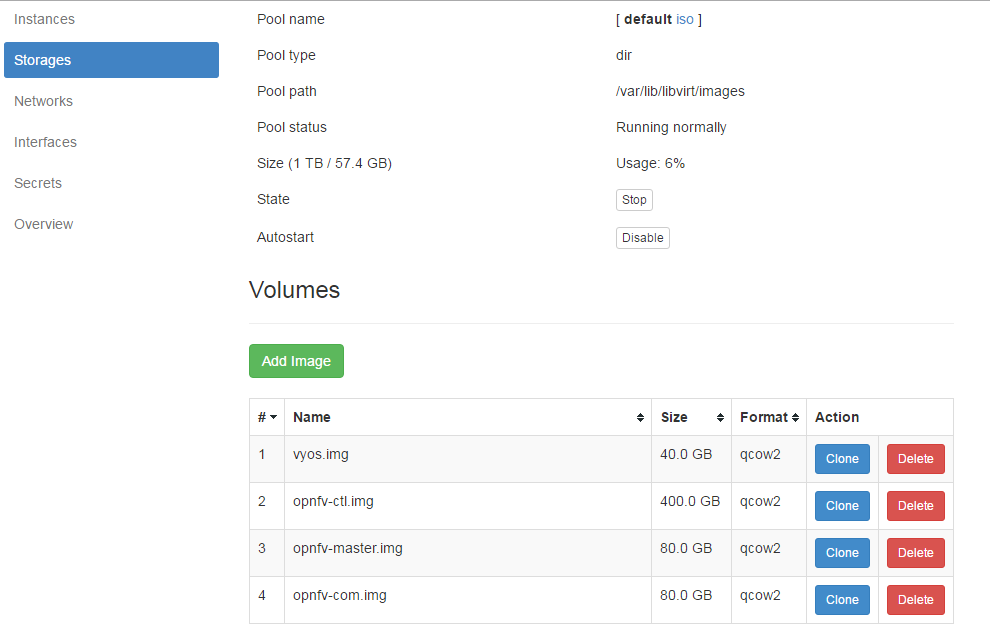 Instances
Storages
Networks
Interfaces
Secrets
Overview
Pool name [ default iso ]
Pool type dir
Pool path /var/lib/libvirt/images
Pool status Running normally
Size (1 TB / 57.4 GB) Usage: 6%
State Stop
Autostart Disable
Volumes
Add Image
# Name Size Format Action
1 vyos.img 40.0 GB qcow2 Clone Delete
2 opnfv-ctl.img 400.0 GB qcow2 Clone Delete
3 opnfv-master.img 80.0 GB qcow2 Clone Delete
4 opnfv-com.img 80.0 GB qcow2 Clone Delete